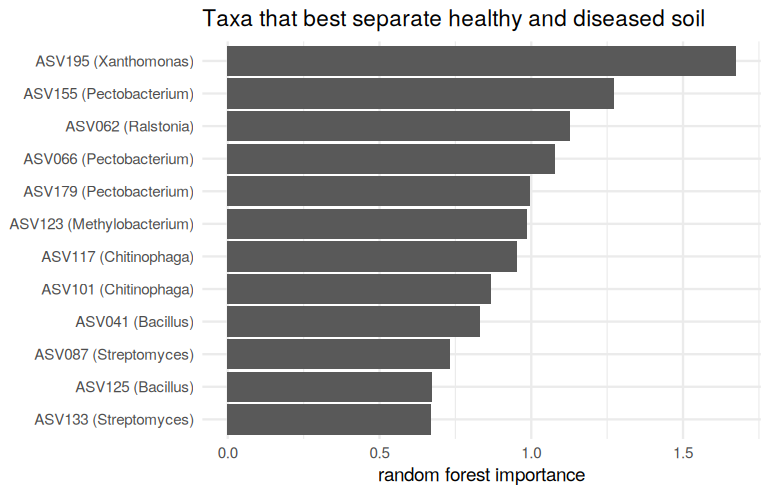 Taxa that best separate healthy and diseased soil
ASV195 (Xanthomonas)
ASV155 (Pectobacterium)
ASV062 (Ralstonia)
ASV066 (Pectobacterium)
ASV179 (Pectobacterium)
ASV123 (Methylobacterium)
ASV117 (Chitinophaga)
ASV101 (Chitinophaga)
ASV041 (Bacillus)
ASV087 (Streptomyces)
ASV125 (Bacillus)
ASV133 (Streptomyces)
0.0 0.5 1.0 1.5
random forest importance